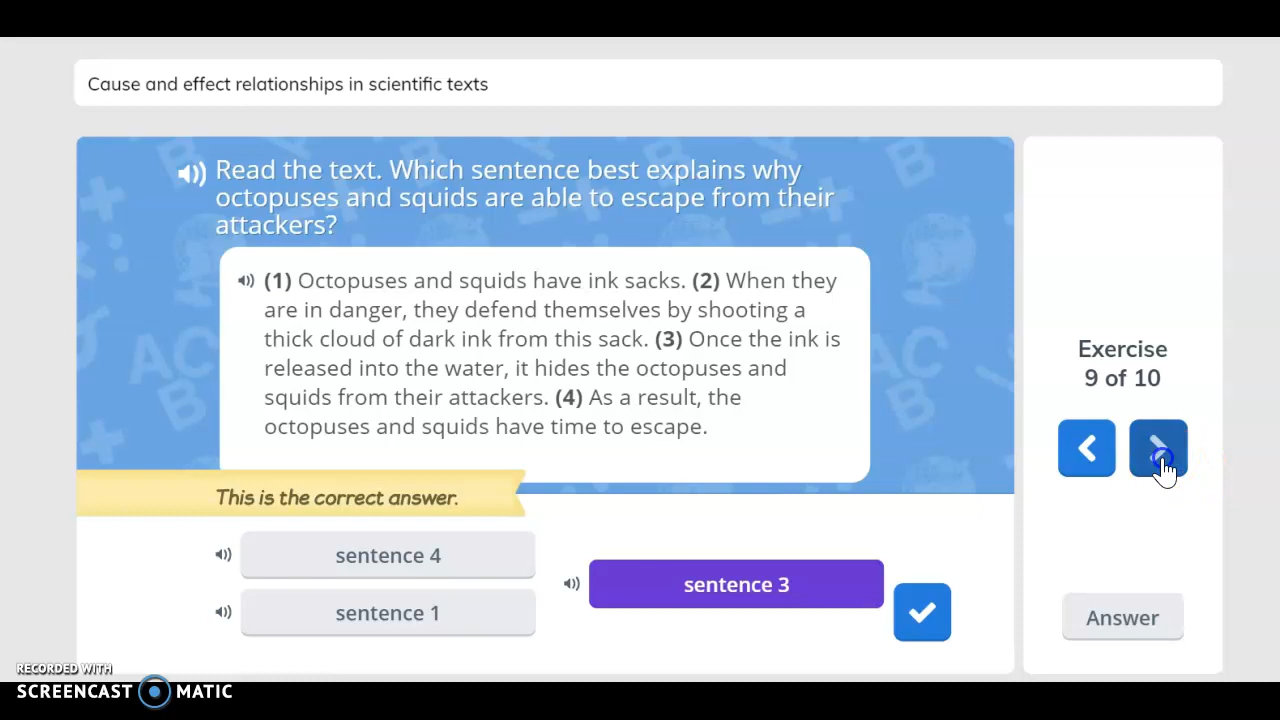 Cause and effect relationships in scientific texts
Read the text. Which sentence best explains why
octopuses and squids are able to escape from their
attackers?
(1) Octopuses and squids have ink sacks. (2) When they
are in danger, they defend themselves by shooting a
thick cloud of dark ink from this sack. (3) Once the ink is
released into the water, it hides the octopuses and
squids from their attackers. (4) As a result, the
octopuses and squids have time to escape.
This is the correct answer.
sentence 4
sentence 1
sentence 3
Exercise
9 of 10
Answer
RECORDED WITH
SCREENCAST MATIC